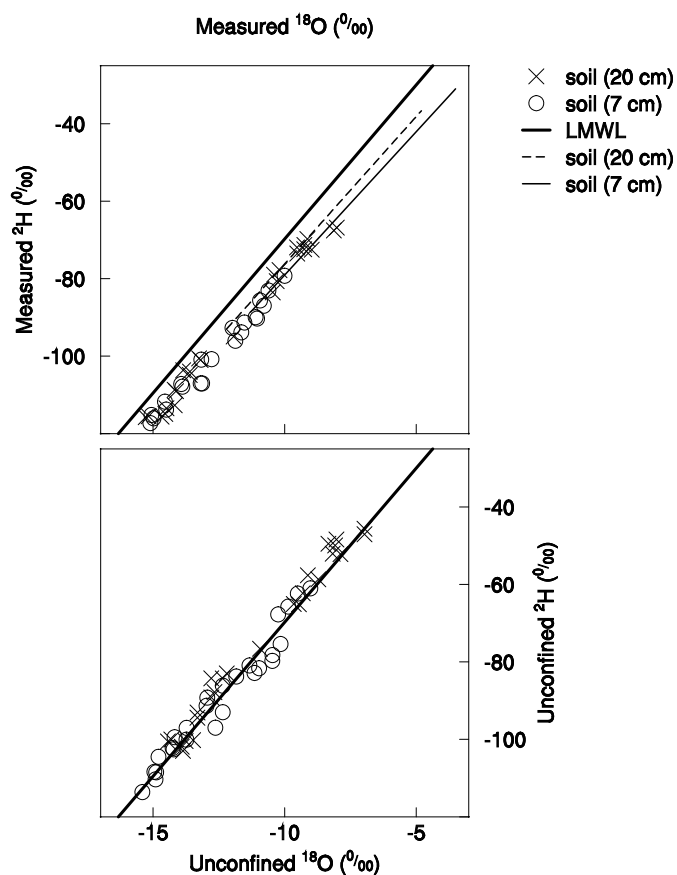 Measured ¹⁸O (⁰/₀₀)
× soil (20 cm)
○ soil (7 cm)
LMWL
soil (20 cm)
soil (7 cm)
Measured ²H (⁰/₀₀)
-40
-60
-80
-100
-40
-60
-80
-100
Unconfined ²H (⁰/₀₀)
-15 -10 -5
Unconfined ¹⁸O (⁰/₀₀)